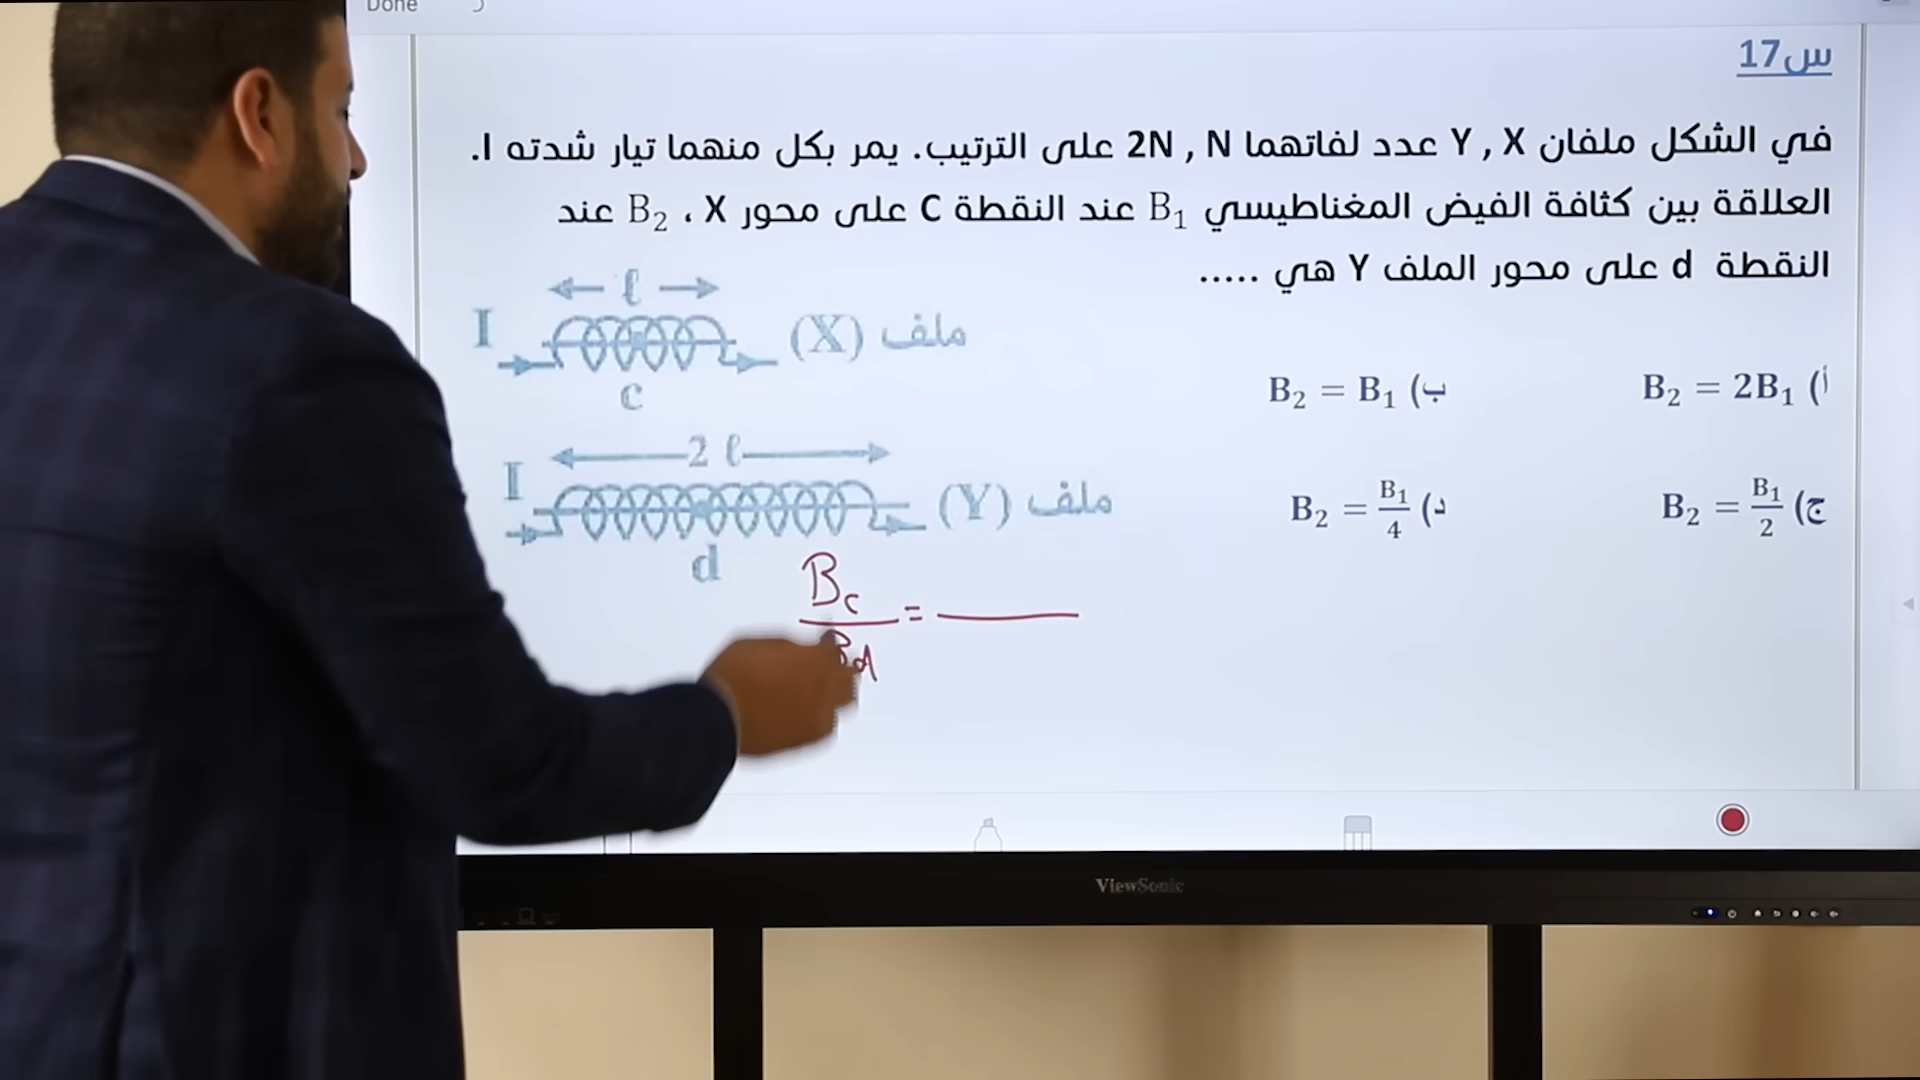 Done
س17
في الشكل ملفان Y , X عدد لفاتهما 2N , N على الترتيب. يمر بكل منهما تيار شدته I.
العلاقة بين كثافة الفيض المغناطيسي B₁ عند النقطة C على محور X ، B₂ عند
النقطة d على محور الملف Y هي .....
أ) B₂ = 2B₁
ب) B₂ = B₁
ج) B₂ = B₁/2
د) B₂ = B₁/4
ℓ
I
ملف (X)
c
2 ℓ
I
ملف (Y)
d
Bc
Bd
=
ViewSonic